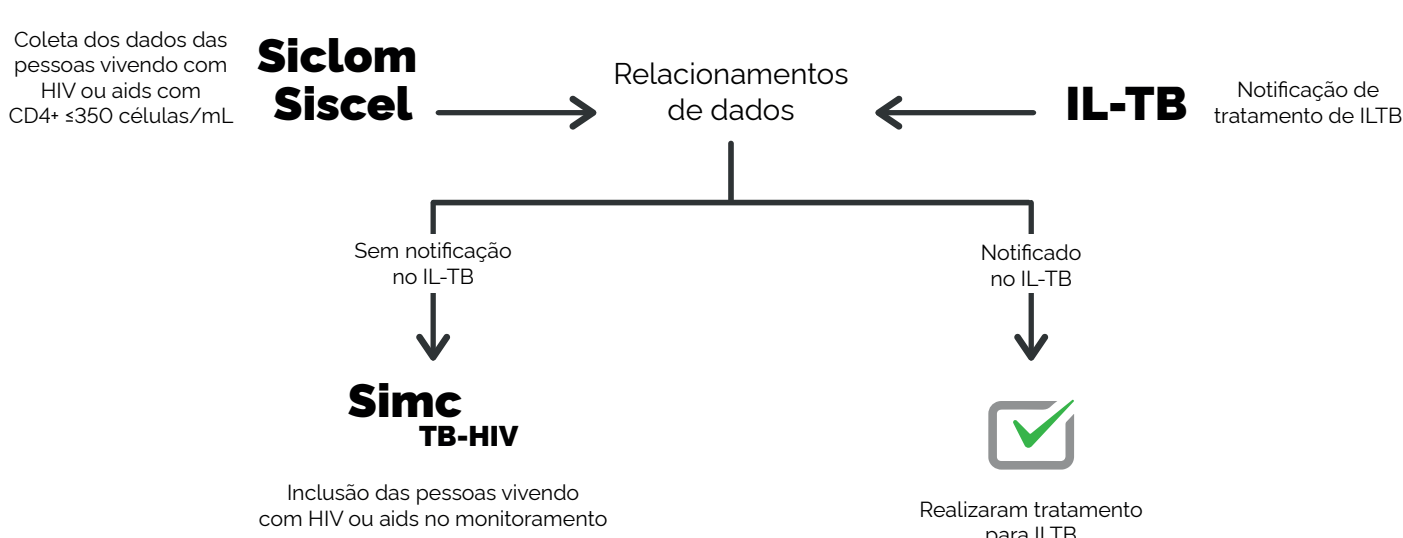 Coleta dos dados das
pessoas vivendo com
HIV ou aids com
CD4+ ≤350 células/mL
Siclom
Siscel
Relacionamentos
de dados
IL-TB
Notificação de
tratamento de ILTB
Sem notificação
no IL-TB
Notificado
no IL-TB
Simc
TB-HIV
Inclusão das pessoas vivendo
com HIV ou aids no monitoramento
Realizaram tratamento
para ILTB